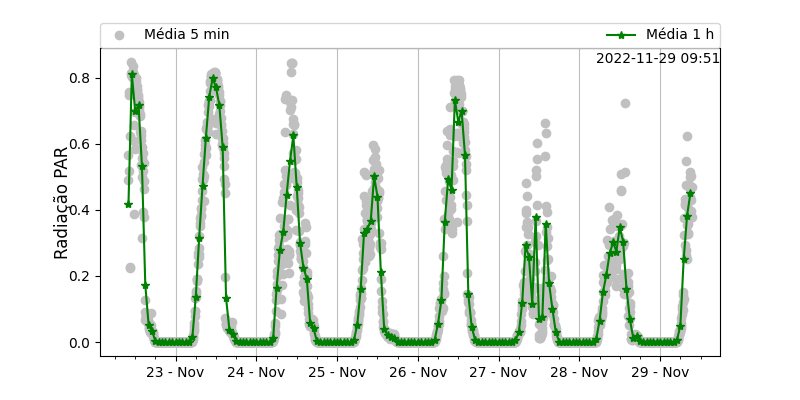 Média 5 min
Média 1 h
2022-11-29 09:51
Radiação PAR
0.8
0.6
0.4
0.2
0.0
23 - Nov
24 - Nov
25 - Nov
26 - Nov
27 - Nov
28 - Nov
29 - Nov